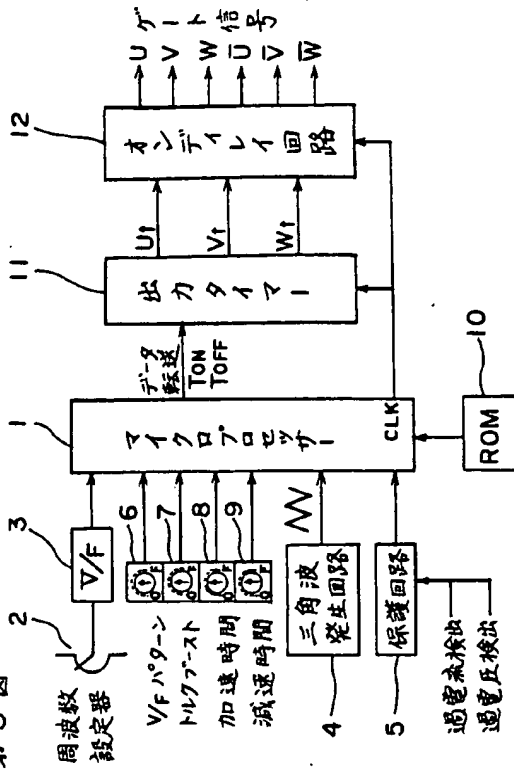 第3図
周波数
設定器
2
3
V/F
1
マイクロプロセッサー
CLK
V/Fパターン
トルクブースト
加速時間
減速時間
6
7
8
9
三角波
発生回路
4
保護回路
5
過電流検出
過電圧検出
ROM
10
データ
転送
TON
TOFF
11
出力タイマー
U↑
V↑
W↑
12
オンディレイ回路
ゲート信号
U
V
W
U̅
V̅
W̅